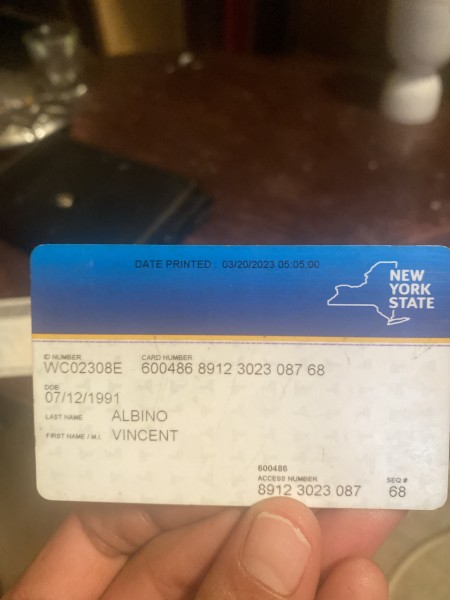 DATE PRINTED : 03/20/2023 05:05:00
NEW
YORK
STATE
ID NUMBER CARD NUMBER
WC02308E 600486 8912 3023 087 68
DOB
07/12/1991
LAST NAME ALBINO
FIRST NAME / M.I. VINCENT
600486
ACCESS NUMBER SEQ #
8912 3023 087 68